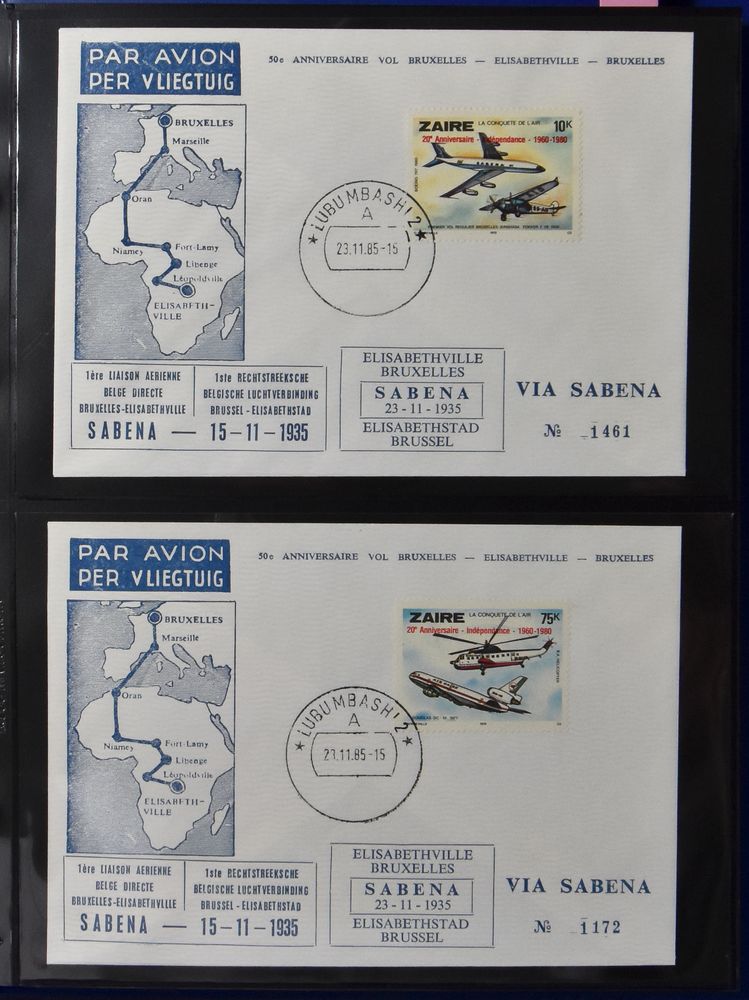 PAR AVION
PER VLIEGTUIG
50e ANNIVERSAIRE VOL BRUXELLES — ELISABETHVILLE — BRUXELLES
BRUXELLES
Marseille
Oran
Niamey
Fort-Lamy
Libenge
Léopoldville
ELISABETH-
VILLE
ZAIRE LA CONQUETE DE L'AIR 10K
20e Anniversaire - Indépendance - 1960-1980
LUBUMBASHI 2
A
23.11.85-15
1ère LIAISON AERIENNE
BELGE DIRECTE
BRUXELLES-ELISABETHVLLE
1ste RECHTSTREEKSCHE
BELGISCHE LUCHTVERBINDING
BRUSSEL - ELISABETHSTAD
SABENA — 15-11-1935
ELISABETHVILLE
BRUXELLES
SABENA
23-11-1935
ELISABETHSTAD
BRUSSEL
VIA SABENA
№ 1461
PAR AVION
PER VLIEGTUIG
50e ANNIVERSAIRE VOL BRUXELLES — ELISABETHVILLE — BRUXELLES
BRUXELLES
Marseille
Oran
Niamey
Fort-Lamy
Libenge
Léopoldville
ELISABETH-
VILLE
ZAIRE LA CONQUETE DE L'AIR 75K
20e Anniversaire - Indépendance - 1960-1980
LUBUMBASHI 2
A
23.11.85-15
1ère LIAISON AERIENNE
BELGE DIRECTE
BRUXELLES-ELISABETHVLLE
1ste RECHTSTREEKSCHE
BELGISCHE LUCHTVERBINDING
BRUSSEL - ELISABETHSTAD
SABENA — 15-11-1935
ELISABETHVILLE
BRUXELLES
SABENA
23-11-1935
ELISABETHSTAD
BRUSSEL
VIA SABENA
№ 1172